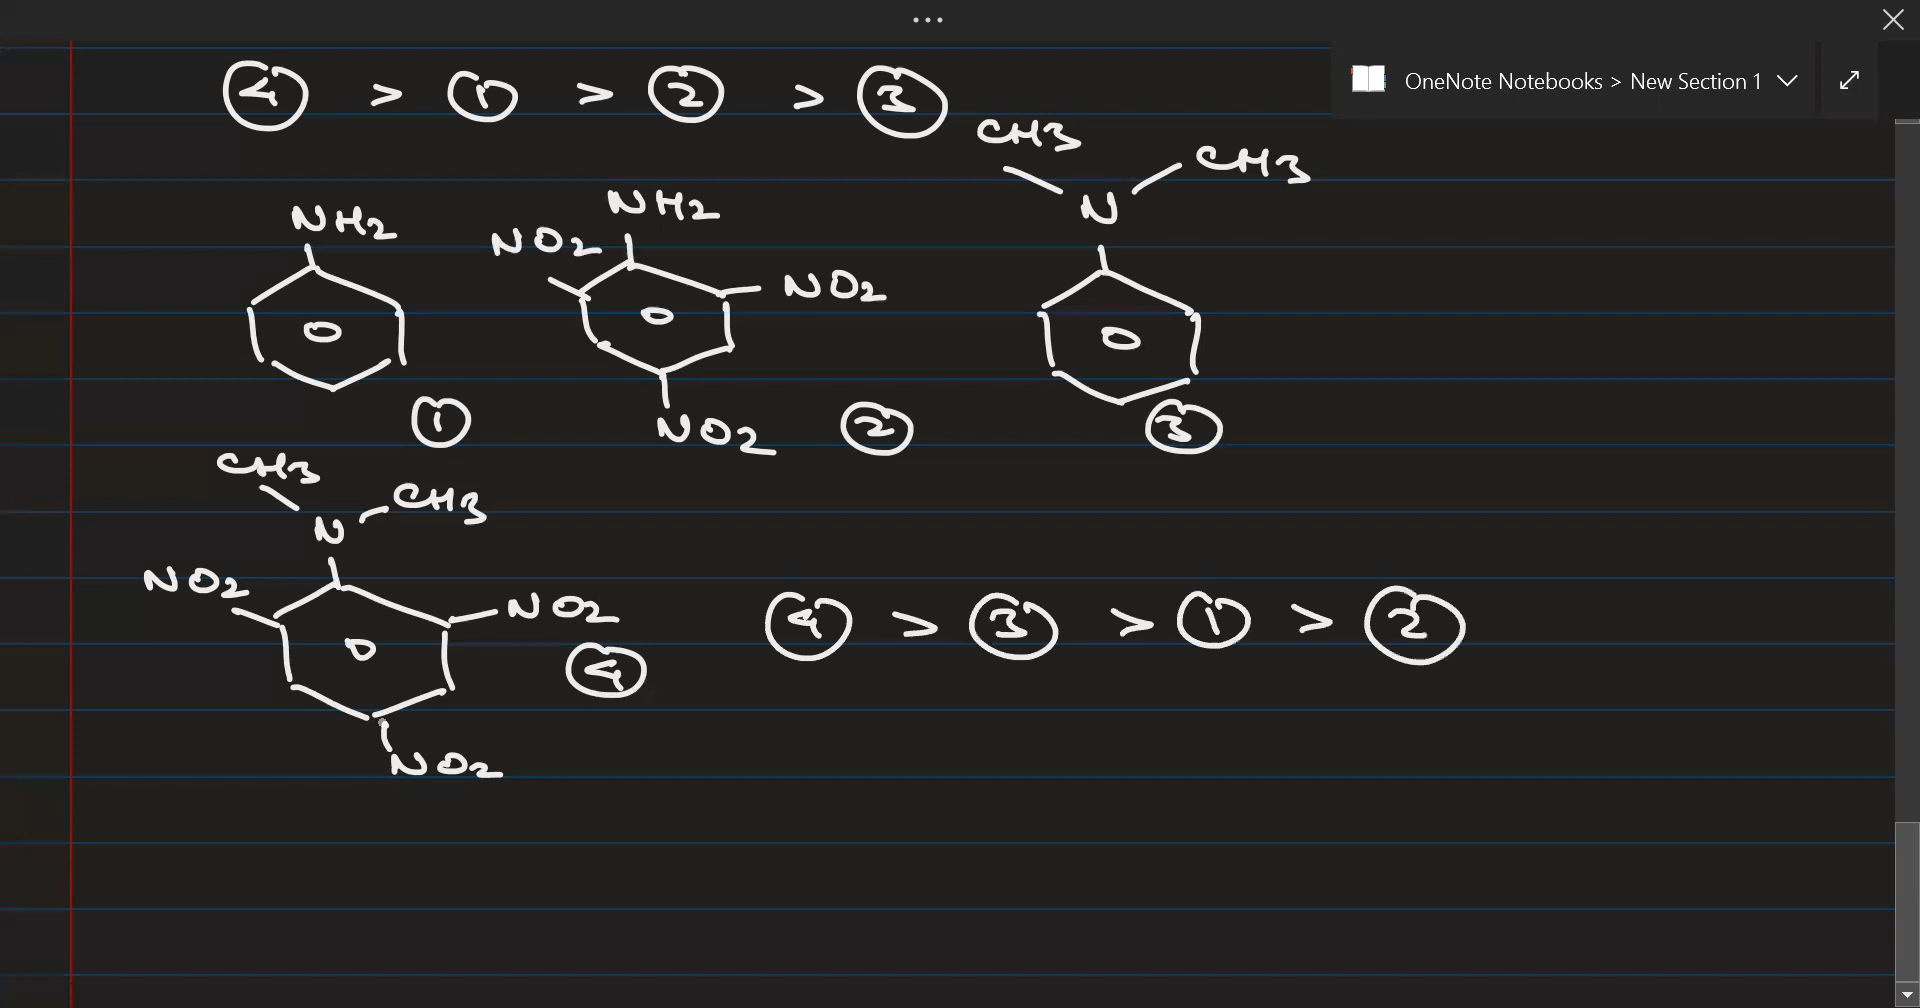 ...
④ > ① > ② > ③
OneNote Notebooks > New Section 1
CH3
CH3
N
NH2
NH2
NO2
NO2
NO2
①
②
③
CH3
CH3
N
NO2
NO2
④
NO2
④ > ③ > ① > ②